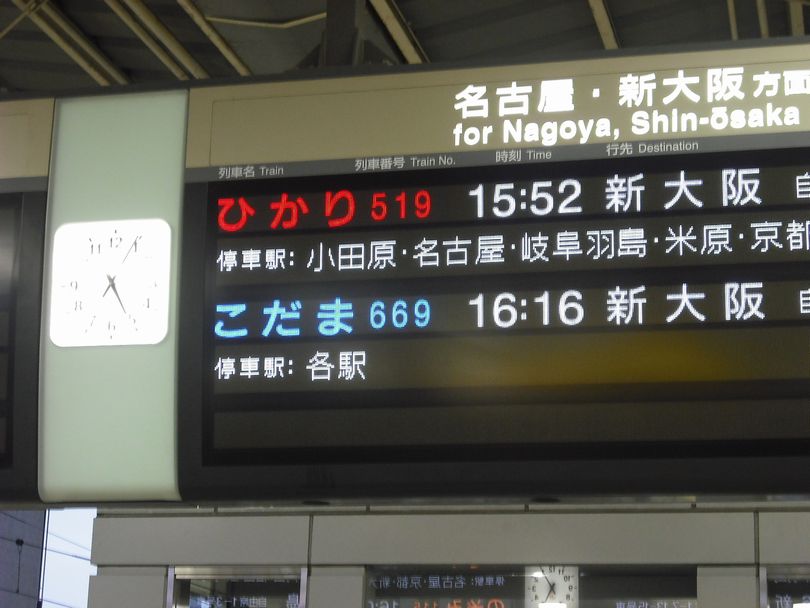 名古屋・新大阪方面
for Nagoya, Shin-ōsaka
列車名 Train 列車番号 Train No. 時刻 Time 行先 Destination
ひかり 519 15:52 新大阪 自
停車駅: 小田原・名古屋・岐阜羽島・米原・京都
こだま 669 16:16 新大阪 自
停車駅: 各駅